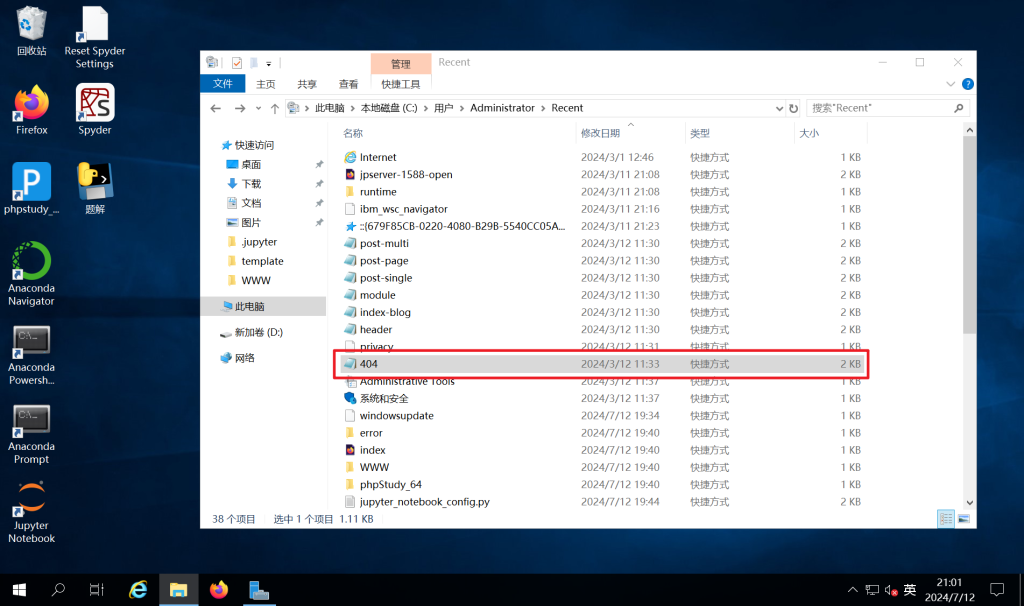 回收站
Reset Spyder
Settings
Firefox
Spyder
phpstudy_...
题解
Anaconda
Navigator
Anaconda
Powersh...
Anaconda
Prompt
Jupyter
Notebook
管理
Recent
文件 主页 共享 查看 快捷工具
此电脑 > 本地磁盘 (C:) > 用户 > Administrator > Recent
搜索"Recent"
快速访问
桌面
下载
文档
图片
.jupyter
template
WWW
此电脑
新加卷 (D:)
网络
名称 修改日期 类型 大小
Internet 2024/3/1 12:46 快捷方式 1 KB
jpserver-1588-open 2024/3/11 21:08 快捷方式 2 KB
runtime 2024/3/11 21:08 快捷方式 1 KB
ibm_wsc_navigator 2024/3/11 21:16 快捷方式 1 KB
::{679F85CB-0220-4080-B29B-5540CC05A... 2024/3/11 21:23 快捷方式 1 KB
post-multi 2024/3/12 11:30 快捷方式 2 KB
post-page 2024/3/12 11:30 快捷方式 2 KB
post-single 2024/3/12 11:30 快捷方式 2 KB
module 2024/3/12 11:30 快捷方式 2 KB
index-blog 2024/3/12 11:30 快捷方式 2 KB
header 2024/3/12 11:30 快捷方式 2 KB
privacy 2024/3/12 11:31 快捷方式 1 KB
404 2024/3/12 11:33 快捷方式 2 KB
Administrative Tools 2024/3/12 11:37 快捷方式 1 KB
系统和安全 2024/3/12 11:37 快捷方式 1 KB
windowsupdate 2024/7/12 19:34 快捷方式 1 KB
error 2024/7/12 19:40 快捷方式 1 KB
index 2024/7/12 19:40 快捷方式 1 KB
WWW 2024/7/12 19:40 快捷方式 1 KB
phpStudy_64 2024/7/12 19:40 快捷方式 1 KB
jupyter_notebook_config.py 2024/7/12 19:44 快捷方式 1 KB
38 个项目 选中 1 个项目 1.11 KB
英
21:01
2024/7/12